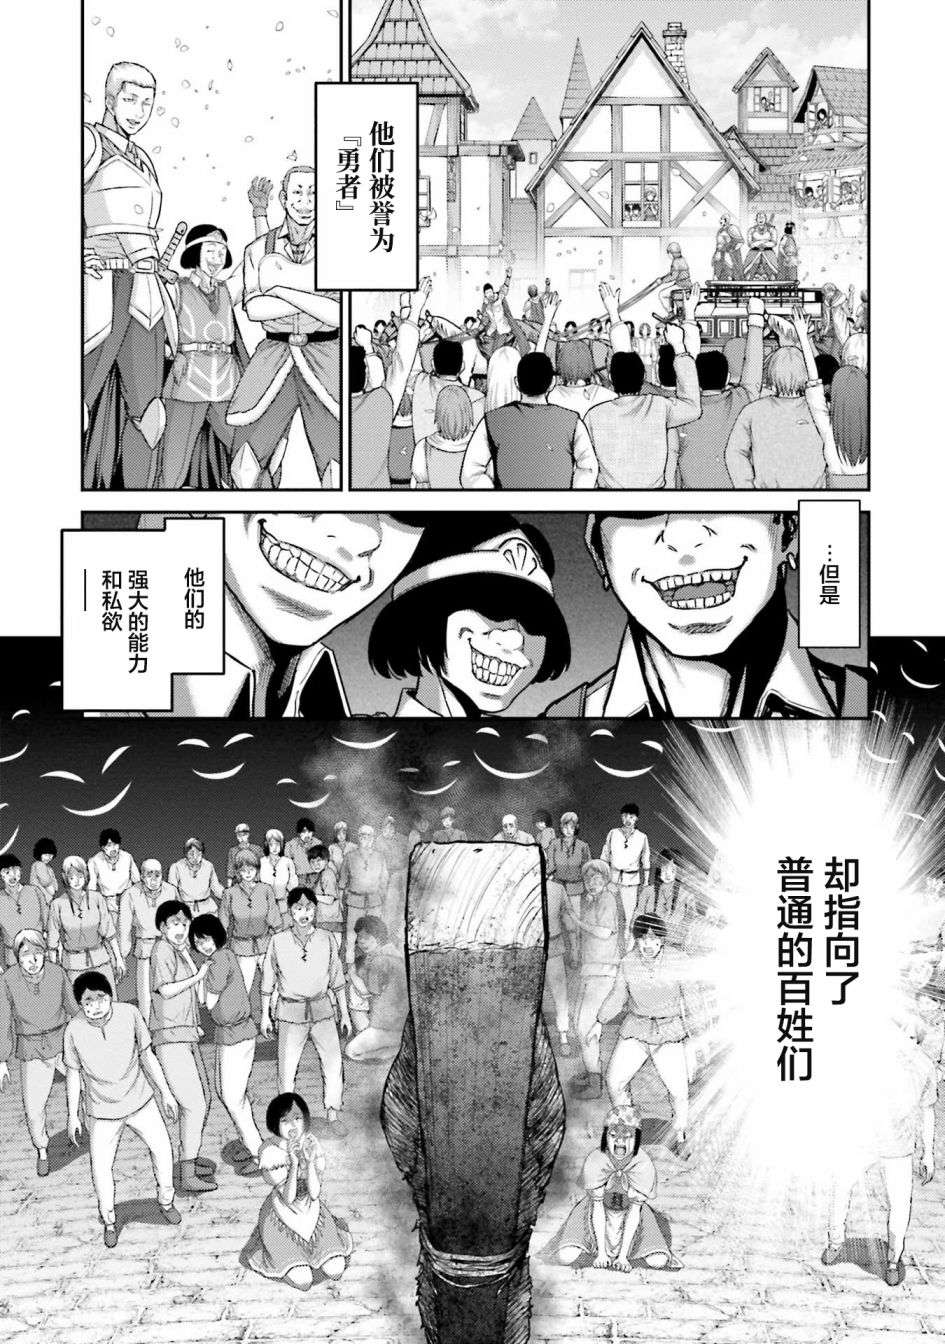 他们被誉为
『勇者』
…但是
他们的
强大的能力
和私欲——
却指向了
普通的百姓们